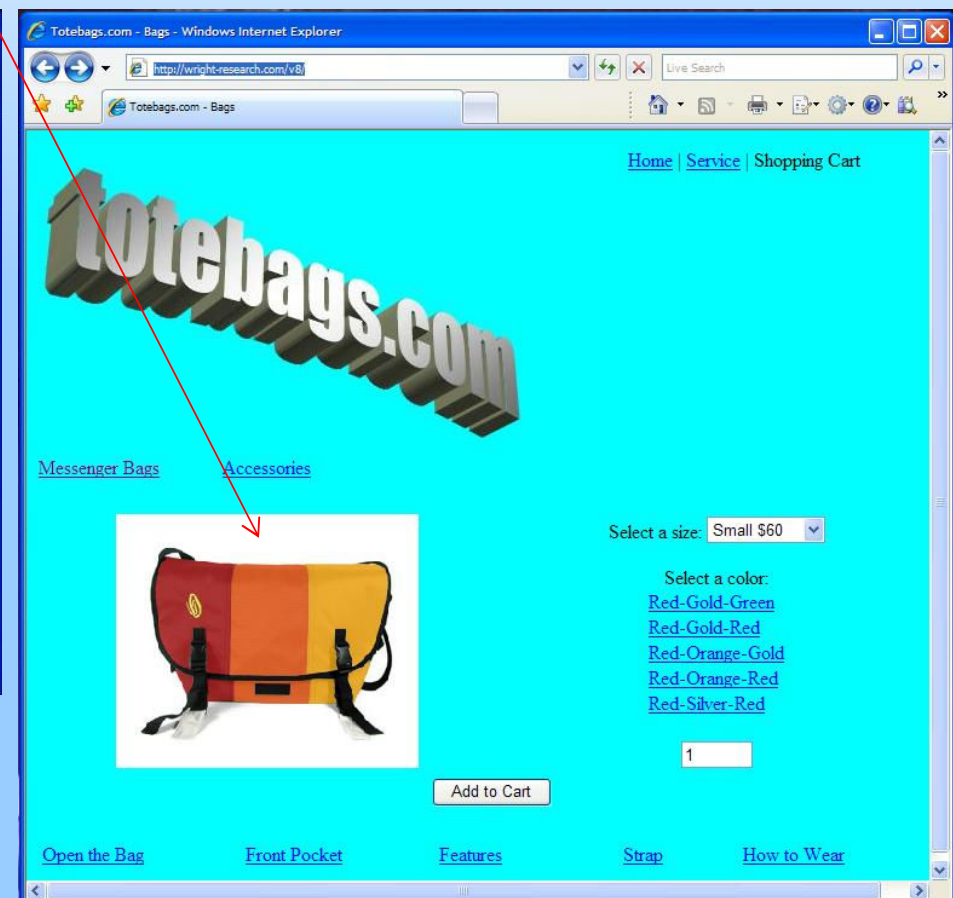 Totebags.com - Bags - Windows Internet Explorer
http://wright-research.com/v8/
Live Search
Totebags.com - Bags
»
Home | Service | Shopping Cart
totebags.com
Messenger Bags Accessories
Select a size: Small $60
Select a color:
Red-Gold-Green
Red-Gold-Red
Red-Orange-Gold
Red-Orange-Red
Red-Silver-Red
1
Add to Cart
Open the Bag Front Pocket Features Strap How to Wear